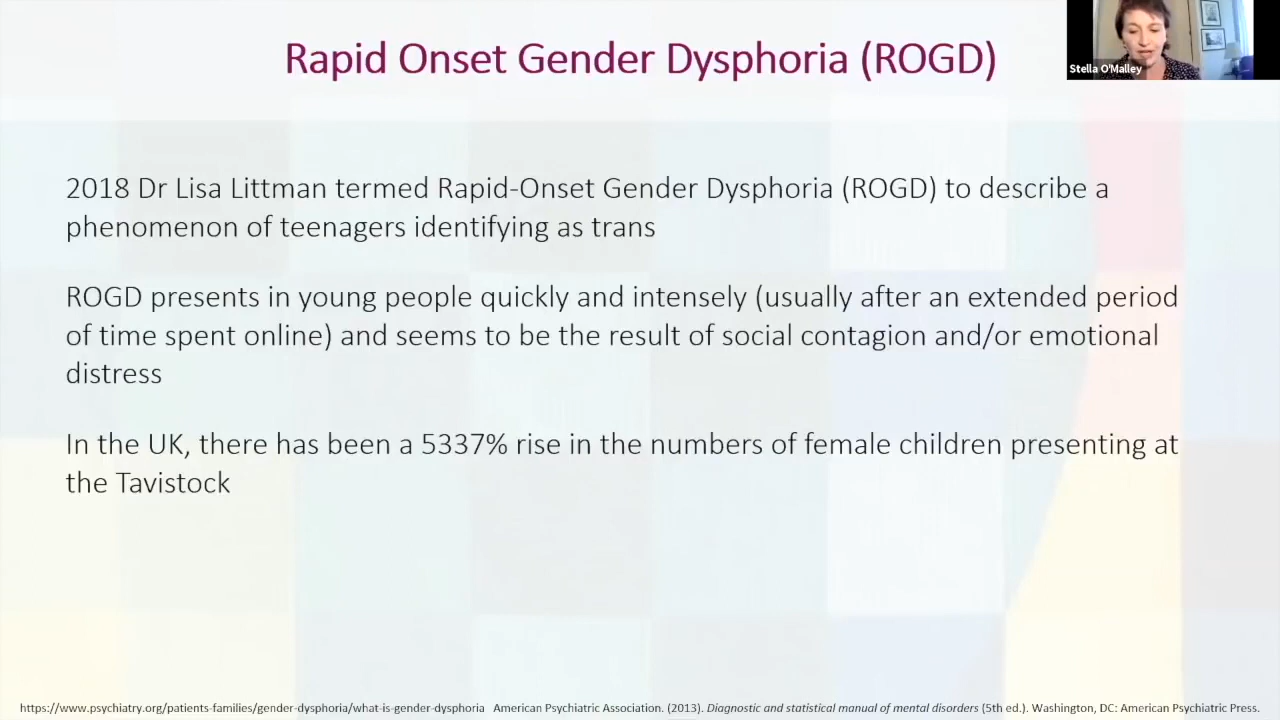 Rapid Onset Gender Dysphoria (ROGD)
Stella O'Malley
2018 Dr Lisa Littman termed Rapid-Onset Gender Dysphoria (ROGD) to describe a
phenomenon of teenagers identifying as trans
ROGD presents in young people quickly and intensely (usually after an extended period
of time spent online) and seems to be the result of social contagion and/or emotional
distress
In the UK, there has been a 5337% rise in the numbers of female children presenting at
the Tavistock
https://www.psychiatry.org/patients-families/gender-dysphoria/what-is-gender-dysphoria American Psychiatric Association. (2013). Diagnostic and statistical manual of mental disorders (5th ed.). Washington, DC: American Psychiatric Press.